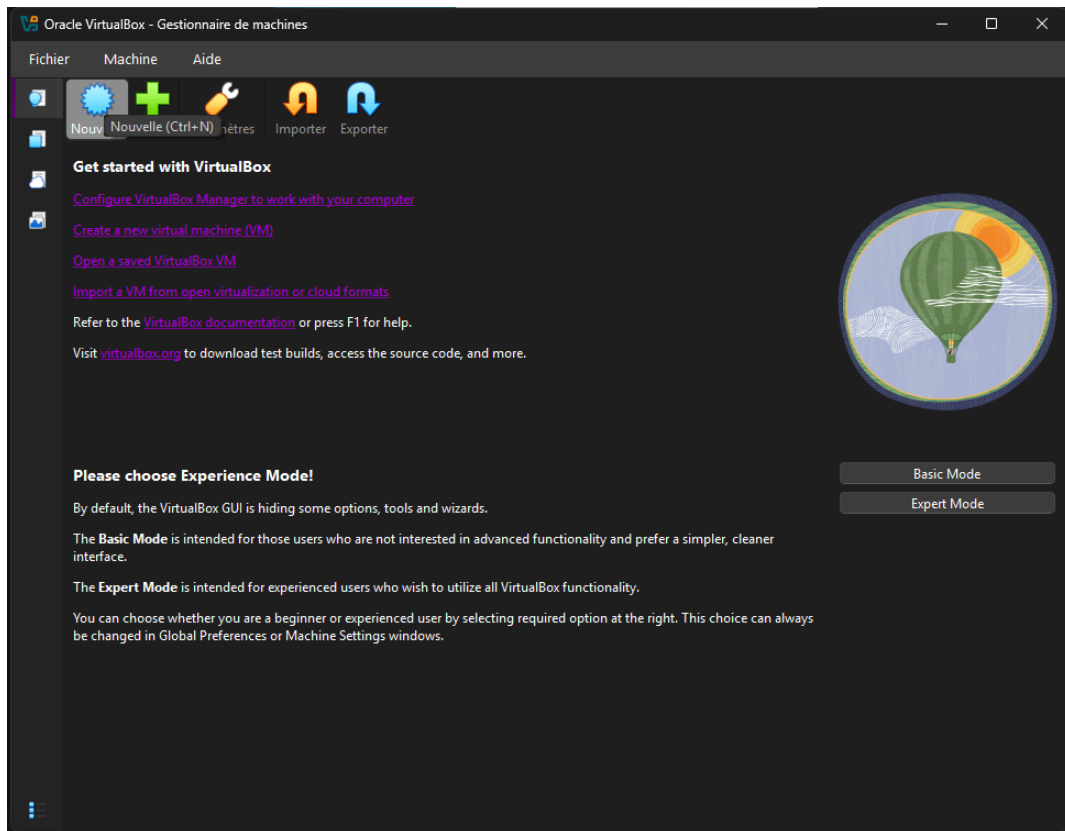 Oracle VirtualBox - Gestionnaire de machines
Fichier Machine Aide
Nouvelle (Ctrl+N)
Importer Exporter
Get started with VirtualBox
Configure VirtualBox Manager to work with your computer
Create a new virtual machine (VM)
Open a saved VirtualBox VM
Import a VM from open virtualization or cloud formats
Refer to the VirtualBox documentation or press F1 for help.
Visit virtualbox.org to download test builds, access the source code, and more.
Please choose Experience Mode!
Basic Mode
By default, the VirtualBox GUI is hiding some options, tools and wizards.
Expert Mode
The Basic Mode is intended for those users who are not interested in advanced functionality and prefer a simpler, cleaner
interface.
The Expert Mode is intended for experienced users who wish to utilize all VirtualBox functionality.
You can choose whether you are a beginner or experienced user by selecting required option at the right. This choice can always
be changed in Global Preferences or Machine Settings windows.